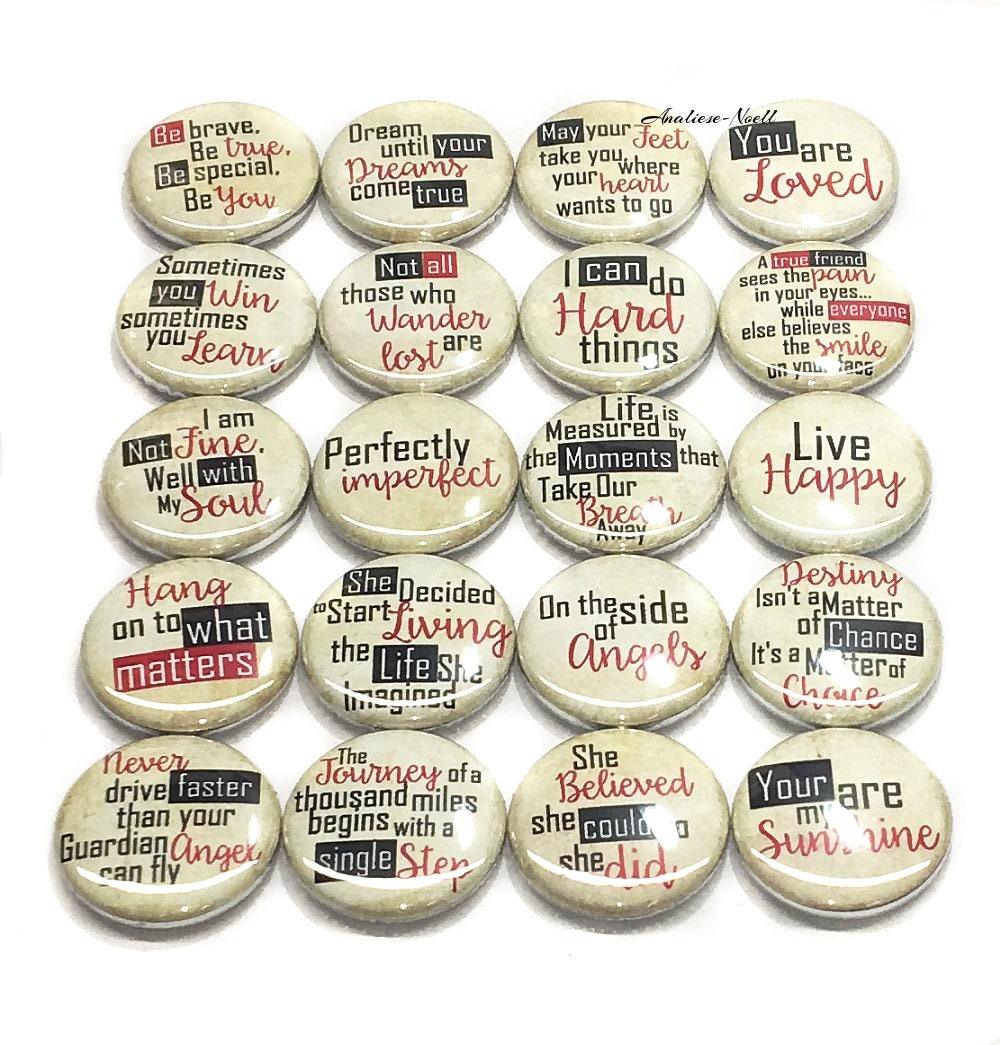 Analiese-Noell
Be brave.
Be true.
Be special.
Be You
Dream
until your
Dreams
come true
May your Feet
take you where
your heart
wants to go
You are
Loved
Sometimes
you Win
sometimes
you Learn
Not all
those who
Wander
are
lost
I can do
Hard
things
A true friend
sees the pain
in your eyes...
while everyone
else believes
the smile
on your face
I am
Not Fine.
Well with
My Soul
Perfectly
imperfect
Life is
Measured by
the Moments that
Take Our
Breath
Away
Live
Happy
Hang
on to what
matters
She Decided
to Start Living
the Life She
Imagined
On the side
of
Angels
Destiny
Isn't a Matter
of Chance
It's a Matter of
Choice
Never
drive faster
than your
Guardian Angel
can fly
The
Journey of a
thousand miles
begins with a
single Step
She
Believed
she could so
she did
Your are
my
Sunshine